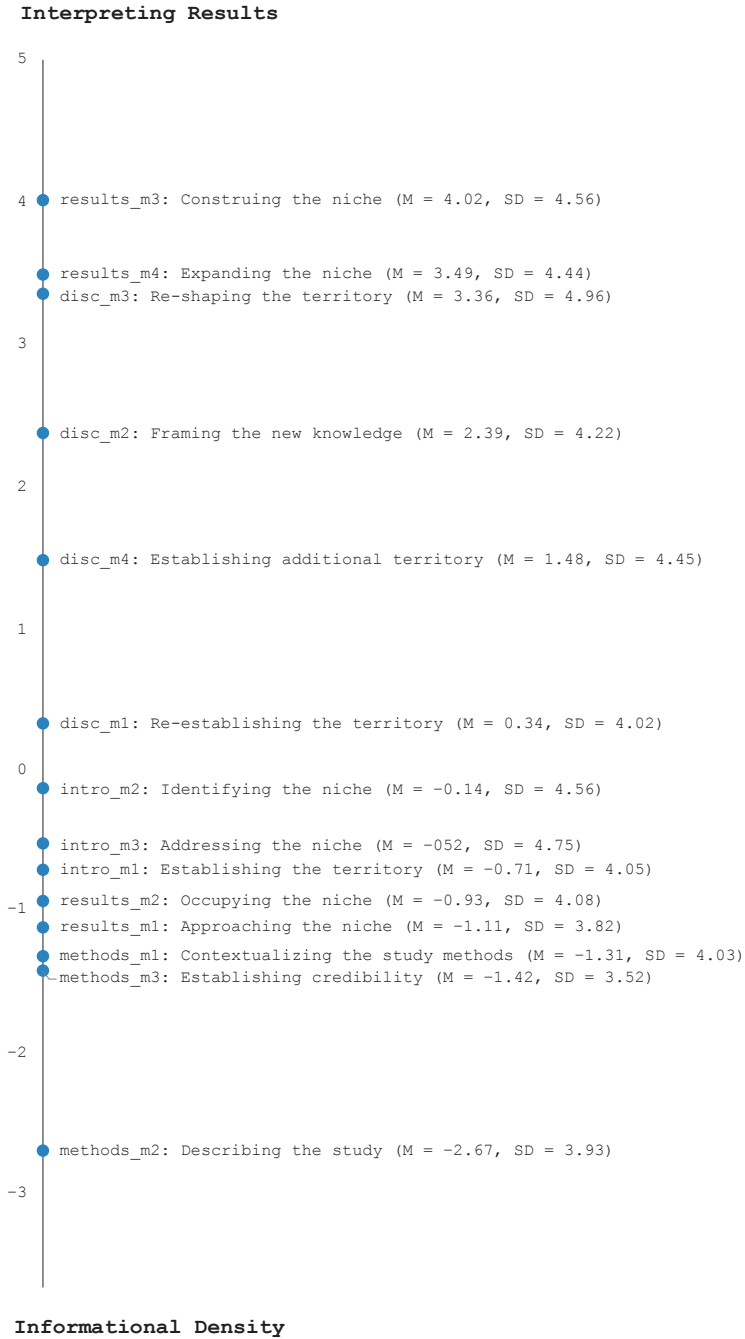 Interpreting Results
5
4
results_m3: Construing the niche (M = 4.02, SD = 4.56)
results_m4: Expanding the niche (M = 3.49, SD = 4.44)
disc_m3: Re-shaping the territory (M = 3.36, SD = 4.96)
3
disc_m2: Framing the new knowledge (M = 2.39, SD = 4.22)
2
disc_m4: Establishing additional territory (M = 1.48, SD = 4.45)
1
disc_m1: Re-establishing the territory (M = 0.34, SD = 4.02)
0
intro_m2: Identifying the niche (M = −0.14, SD = 4.56)
intro_m3: Addressing the niche (M = −052, SD = 4.75)
intro_m1: Establishing the territory (M = −0.71, SD = 4.05)
results_m2: Occupying the niche (M = −0.93, SD = 4.08)
−1
results_m1: Approaching the niche (M = −1.11, SD = 3.82)
methods_m1: Contextualizing the study methods (M = −1.31, SD = 4.03)
methods_m3: Establishing credibility (M = −1.42, SD = 3.52)
−2
methods_m2: Describing the study (M = −2.67, SD = 3.93)
−3
Informational Density